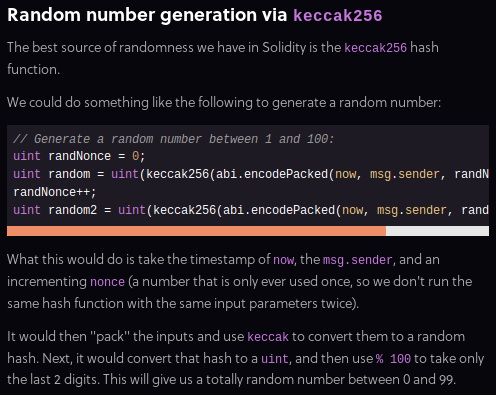 Random number generation via keccak256
The best source of randomness we have in Solidity is the keccak256 hash
function.
We could do something like the following to generate a random number:
// Generate a random number between 1 and 100:
uint randNonce = 0;
uint random = uint(keccak256(abi.encodePacked(now, msg.sender, randN
randNonce++;
uint random2 = uint(keccak256(abi.encodePacked(now, msg.sender, rand
What this would do is take the timestamp of now, the msg.sender, and an
incrementing nonce (a number that is only ever used once, so we don't run the
same hash function with the same input parameters twice).
It would then "pack" the inputs and use keccak to convert them to a random
hash. Next, it would convert that hash to a uint, and then use % 100 to take only
the last 2 digits. This will give us a totally random number between 0 and 99.